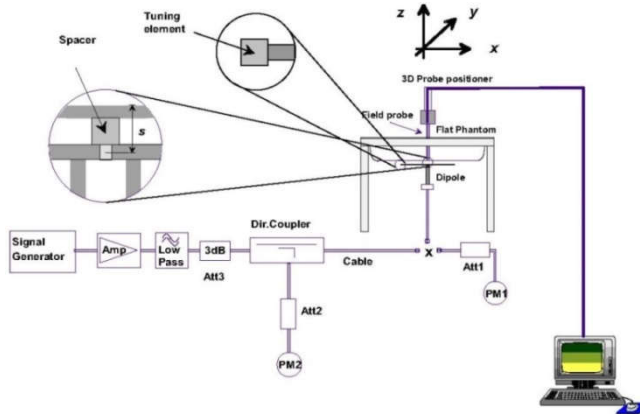 Tuning
element
Spacer
s
z
y
x
3D Probe positioner
Field probe
Flat Phantom
Dipole
Signal
Generator
Amp
Low
Pass
3dB
Att3
Dir.Coupler
Cable
X
Att1
PM1
Att2
PM2